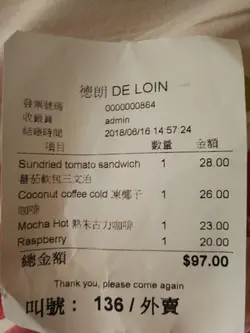 德朗 DE LOIN
發票號碼 0000000864
收銀員 admin
結賬時間 2018/06/16 14:57:24
項目 數量 金額
Sundried tomato sandwich 1 28.00
蕃茄軟包三文治
Coconut coffee cold 凍椰子 1 26.00
咖啡
Mocha Hot 熱朱古力咖啡 1 23.00
Raspberry 1 20.00
總金額 $97.00
Thank you, please come again
叫號： 136 / 外賣